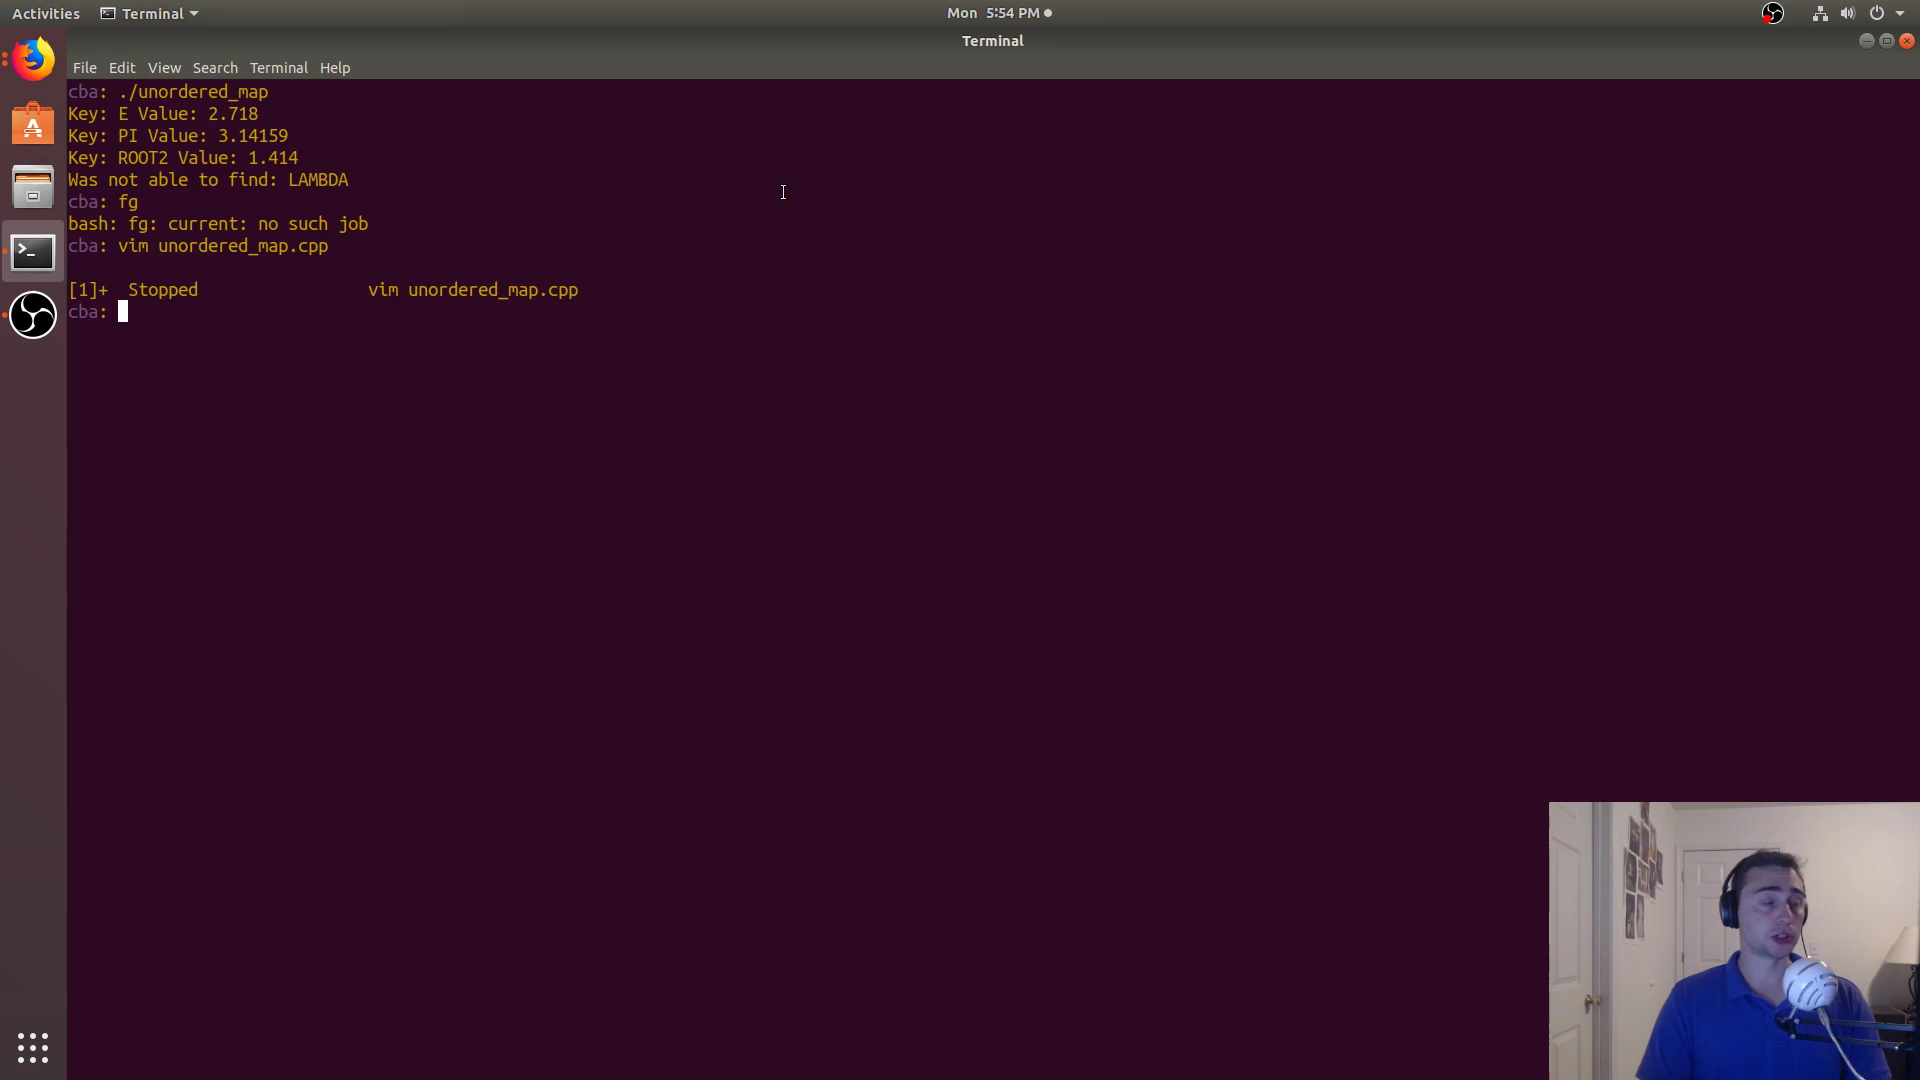 Activities Terminal Mon 5:54 PM
Terminal
File Edit View Search Terminal Help
cba: ./unordered_map
Key: E Value: 2.718
Key: PI Value: 3.14159
Key: ROOT2 Value: 1.414
Was not able to find: LAMBDA
cba: fg
bash: fg: current: no such job
cba: vim unordered_map.cpp
[1]+ Stopped vim unordered_map.cpp
cba: